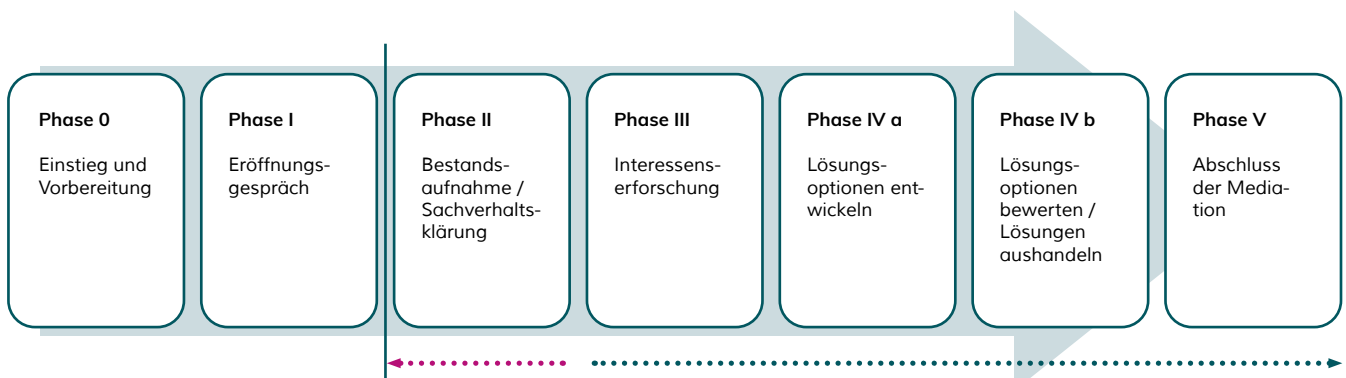 Phase 0
Einstieg und
Vorbereitung
Phase I
Eröffnungs-
gespräch
Phase II
Bestands-
aufnahme /
Sachverhalts-
klärung
Phase III
Interessens-
erforschung
Phase IV a
Lösungs-
optionen ent-
wickeln
Phase IV b
Lösungs-
optionen
bewerten /
Lösungen
aushandeln
Phase V
Abschluss
der Media-
tion